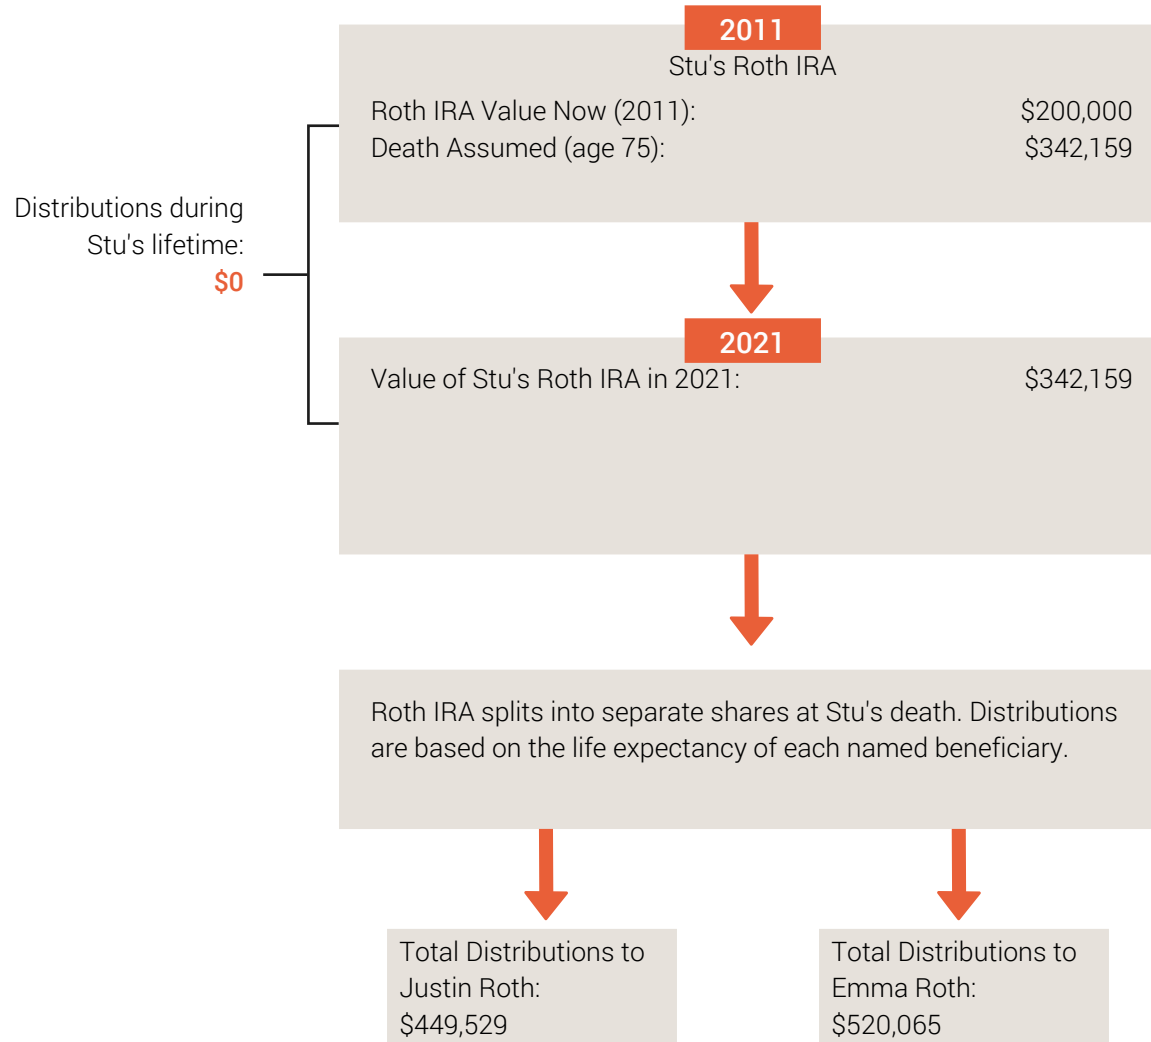 2011
Stu's Roth IRA
Roth IRA Value Now (2011): $200,000
Death Assumed (age 75): $342,159
Distributions during
Stu's lifetime:
$0
2021
Value of Stu's Roth IRA in 2021: $342,159
Roth IRA splits into separate shares at Stu's death. Distributions
are based on the life expectancy of each named beneficiary.
Total Distributions to
Justin Roth:
$449,529
Total Distributions to
Emma Roth:
$520,065